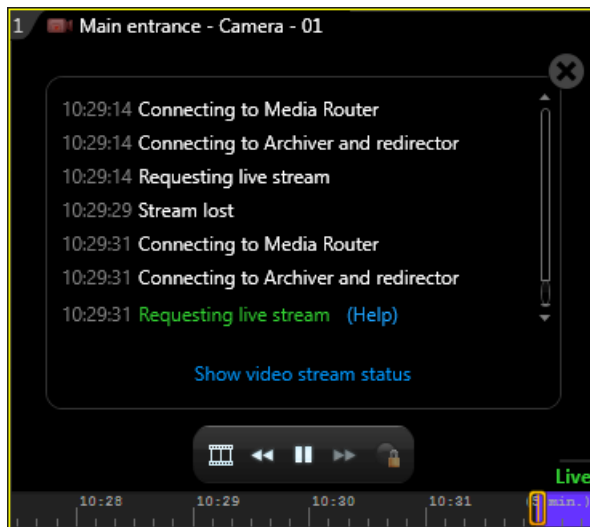 1 Main entrance - Camera - 01
10:29:14 Connecting to Media Router
10:29:14 Connecting to Archiver and redirector
10:29:14 Requesting live stream
10:29:29 Stream lost
10:29:31 Connecting to Media Router
10:29:31 Connecting to Archiver and redirector
10:29:31 Requesting live stream (Help)
Show video stream status
Live
10:28 10:29 10:30 10:31 min.)